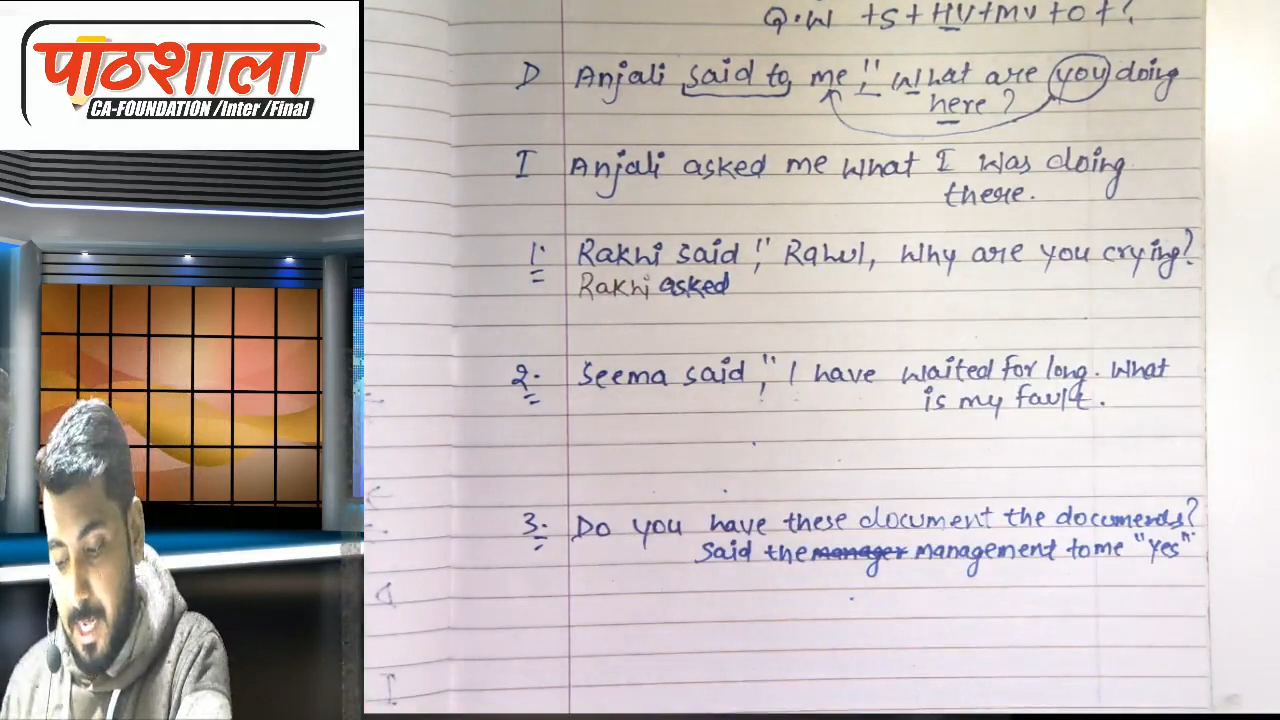 पाठशाला
CA-FOUNDATION /Inter /Final
Q.W +S+HV+MV+O+?
D Anjali said to me," What are you doing
here ?
I Anjali asked me what I was doing
there.
1. Rakhi said," Rahul, Why are you crying?
Rakhi asked
2. Seema said," I have waited for long. What
is my fault.
3. Do you have these document the documends?
said the manager management to me "yes"
I